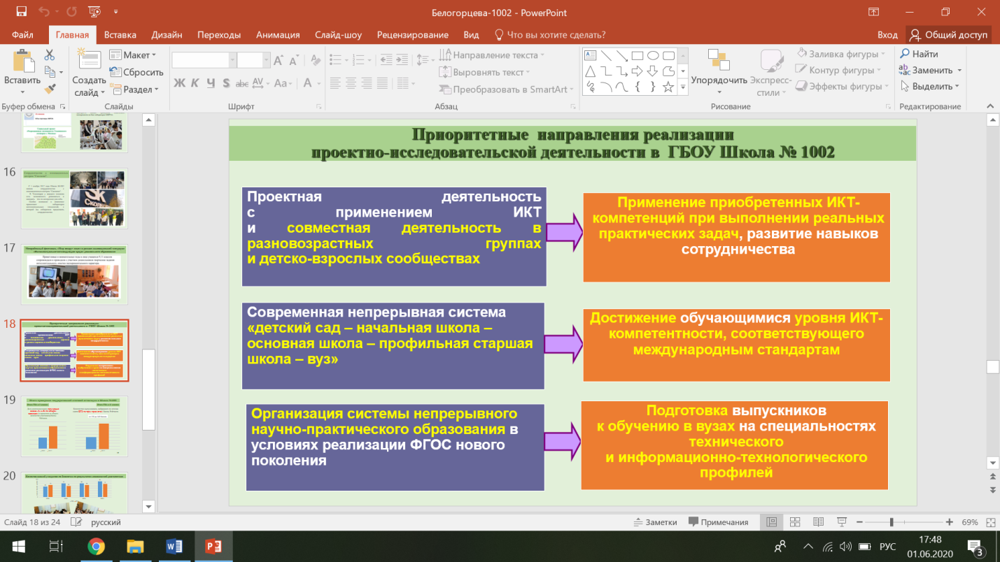 Белогорцева-1002 - PowerPoint
Файл Главная Вставка Дизайн Переходы Анимация Слайд-шоу Рецензирование Вид Что вы хотите сделать? Вход Общий доступ
Вставить
Создать слайд
Макет
Сбросить
Раздел
Ж К Ч S abc AV Aa А
Направление текста
Выровнять текст
Преобразовать в SmartArt
Упорядочить
Экспресс-стили
Заливка фигуры
Контур фигуры
Эффекты фигуры
Найти
Заменить
Выделить
Буфер обмена Слайды Шрифт Абзац Рисование Редактирование
16
17
18
19
20
Приоритетные направления реализации
проектно-исследовательской деятельности в ГБОУ Школа № 1002
Проектная деятельность
с применением ИКТ
и совместная деятельность в
разновозрастных группах
и детско-взрослых сообществах
Применение приобретенных ИКТ-
компетенций при выполнении реальных
практических задач, развитие навыков
сотрудничества
Современная непрерывная система
«детский сад – начальная школа –
основная школа – профильная старшая
школа – вуз»
Достижение обучающимися уровня ИКТ-
компетентности, соответствующего
международным стандартам
Организация системы непрерывного
научно-практического образования в
условиях реализации ФГОС нового
поколения
Подготовка выпускников
к обучению в вузах на специальностях
технического
и информационно-технологического
профилей
Слайд 18 из 24 русский Заметки Примечания 69%
РУС
17:48
01.06.2020
3